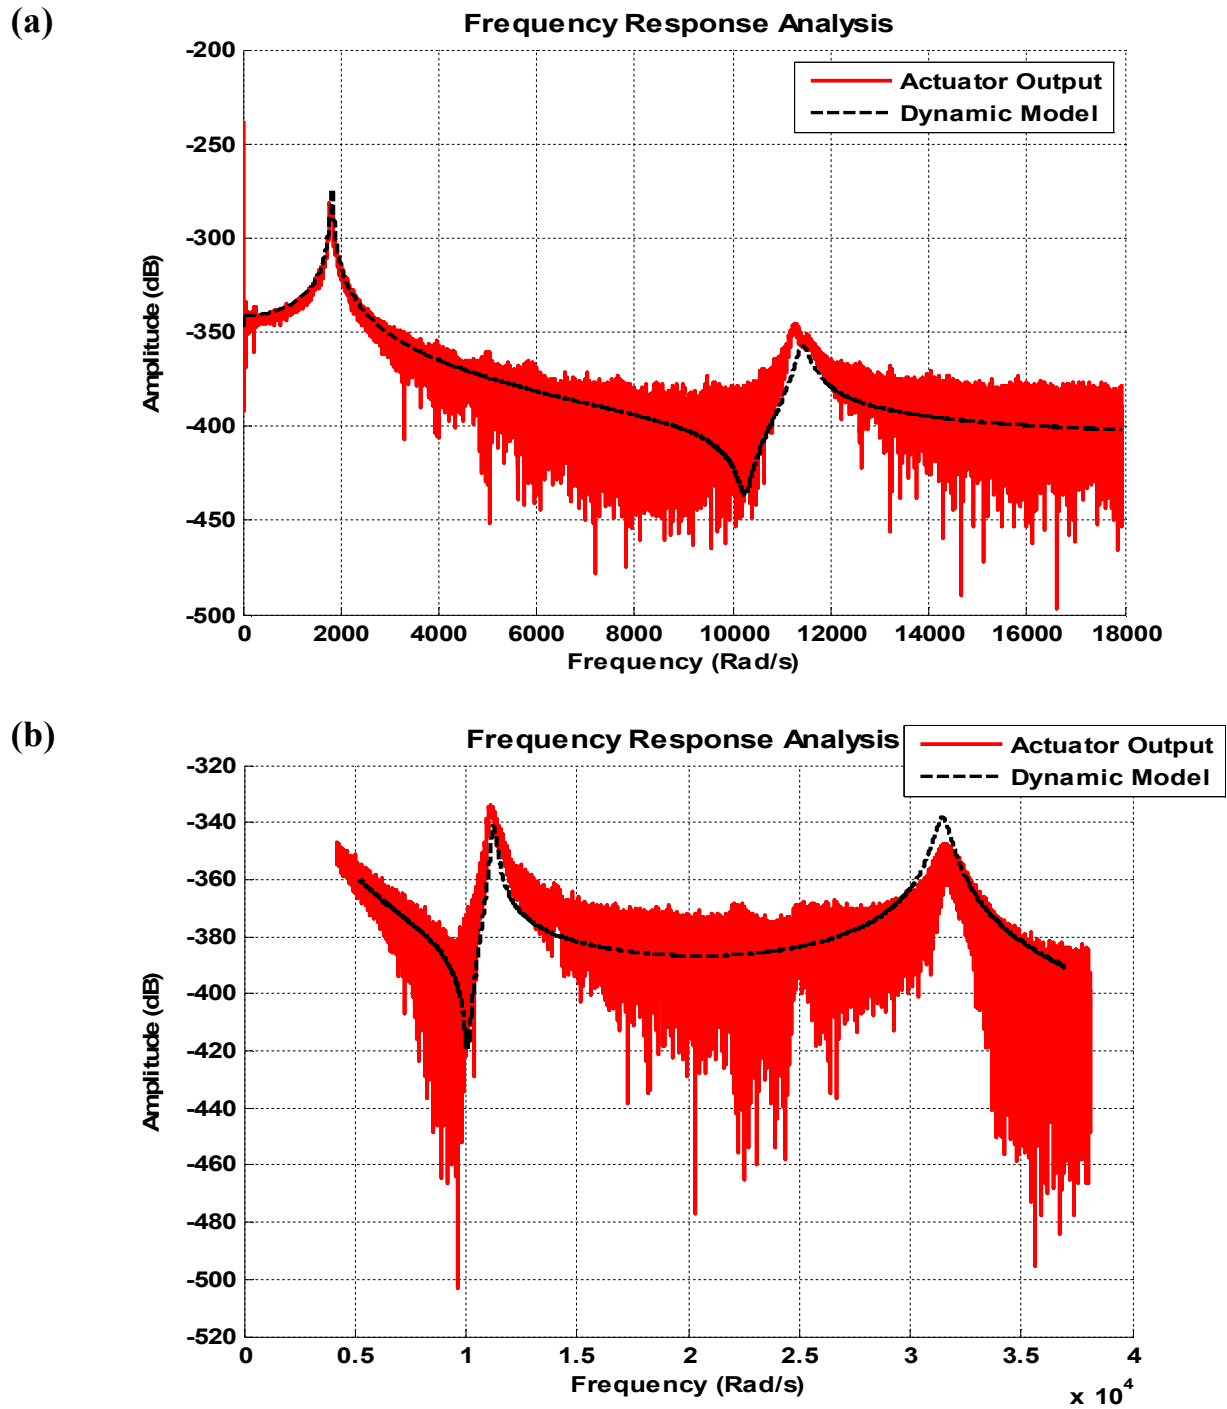 (a)
Frequency Response Analysis
Actuator Output
Dynamic Model
-200
-250
-300
-350
-400
-450
-500
Amplitude (dB)
0 2000 4000 6000 8000 10000 12000 14000 16000 18000
Frequency (Rad/s)
(b)
Frequency Response Analysis
Actuator Output
Dynamic Model
-320
-340
-360
-380
-400
-420
-440
-460
-480
-500
-520
Amplitude (dB)
0 0.5 1 1.5 2 2.5 3 3.5 4
Frequency (Rad/s)
x 10⁴